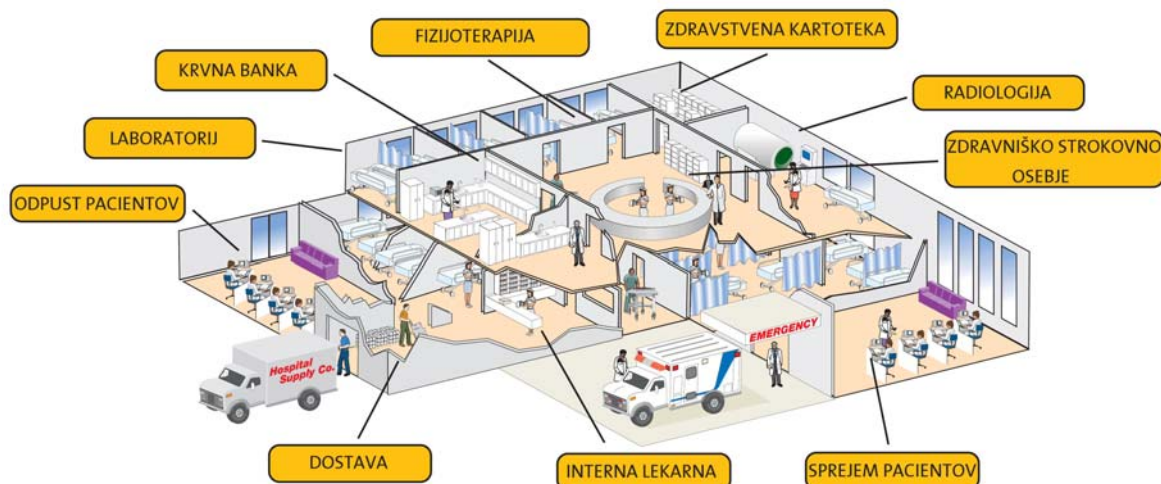 FIZIJOTERAPIJA
ZDRAVSTVENA KARTOTEKA
KRVNA BANKA
RADIOLOGIJA
LABORATORIJ
ZDRAVNIŠKO STROKOVNO
OSEBJE
ODPUST PACIENTOV
EMERGENCY
Hospital
Supply Co.
DOSTAVA
INTERNA LEKARNA
SPREJEM PACIENTOV